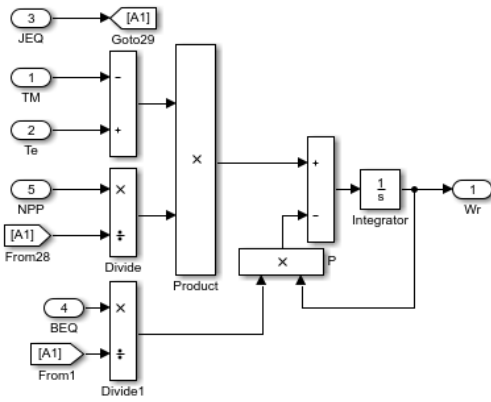 3
[A1]
JEQ
Goto29
1
−
TM
2
+
Te
×
5
×
NPP
[A1]
÷
From28
Divide
Product
+
−
1
s
Integrator
1
Wr
×
P
4
×
BEQ
[A1]
÷
From1
Divide1